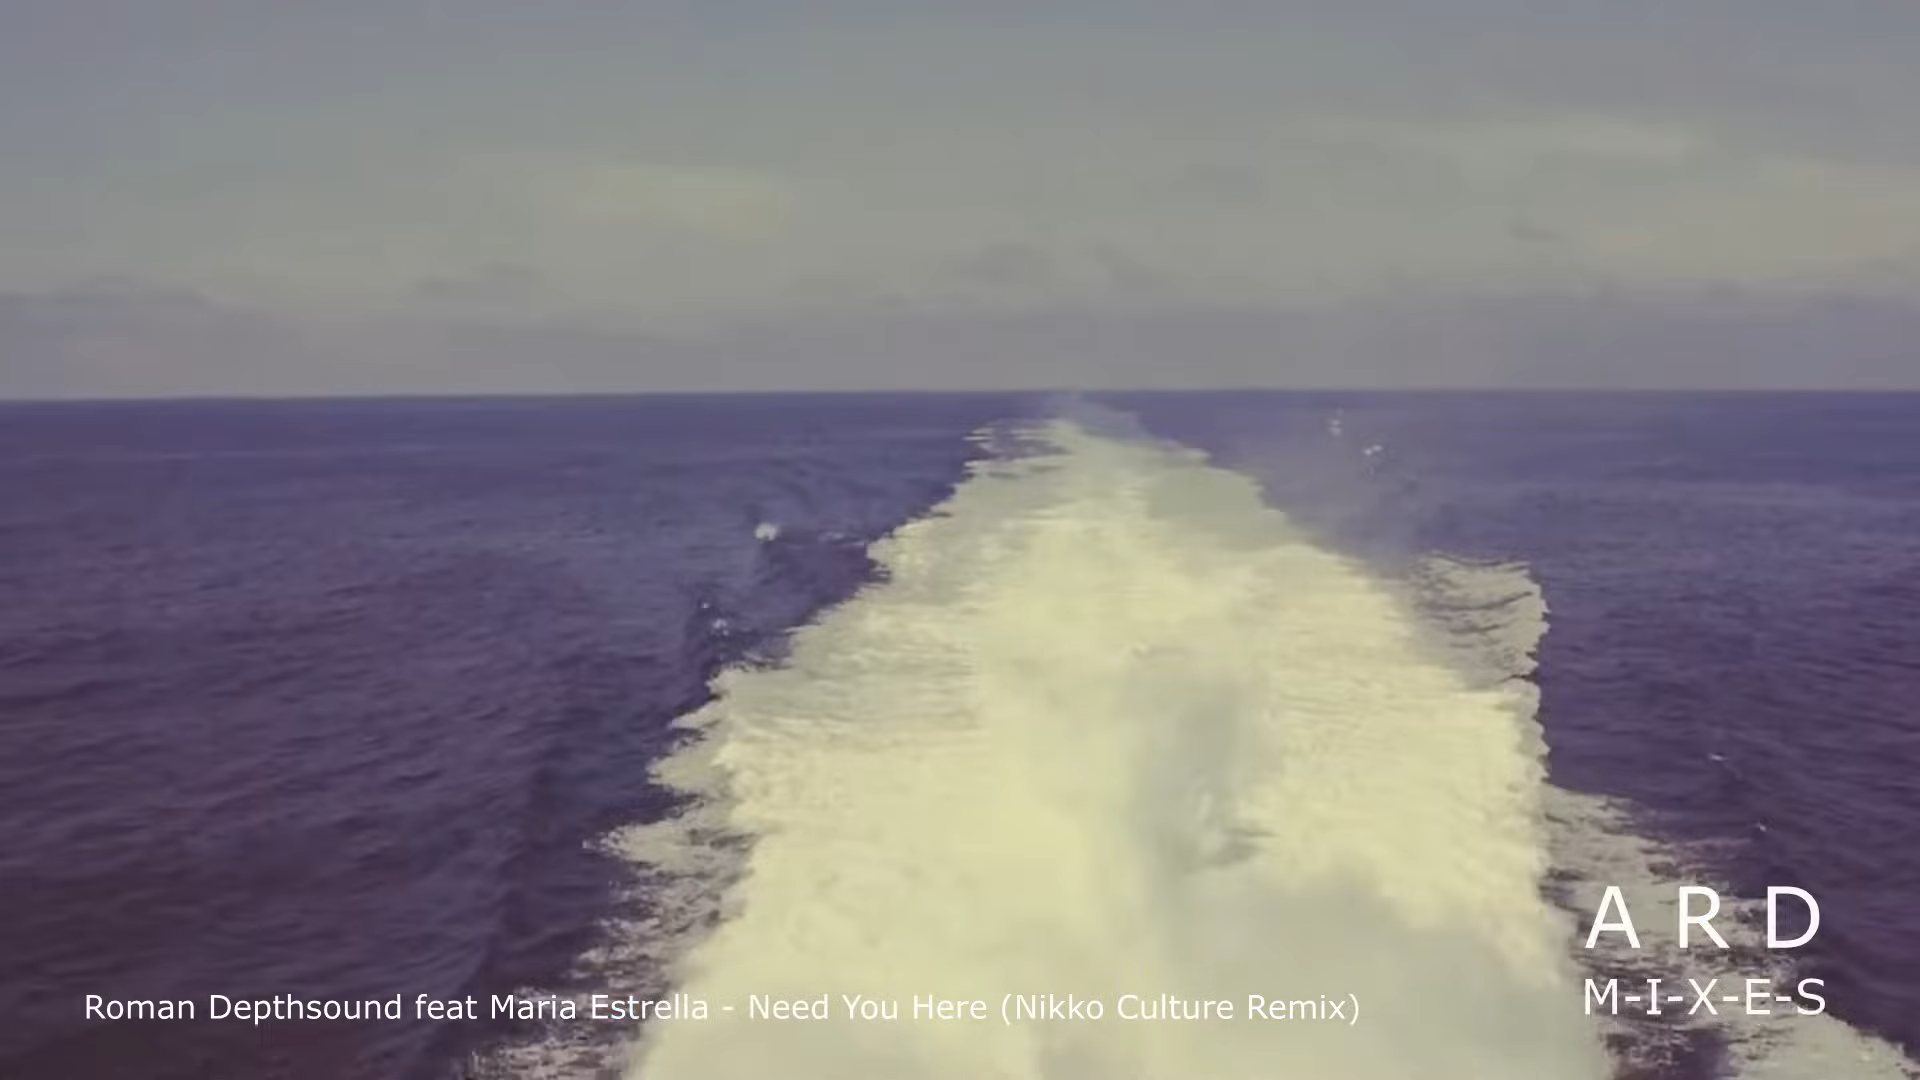 Roman Depthsound feat Maria Estrella - Need You Here (Nikko Culture Remix)
A R D
M-I-X-E-S